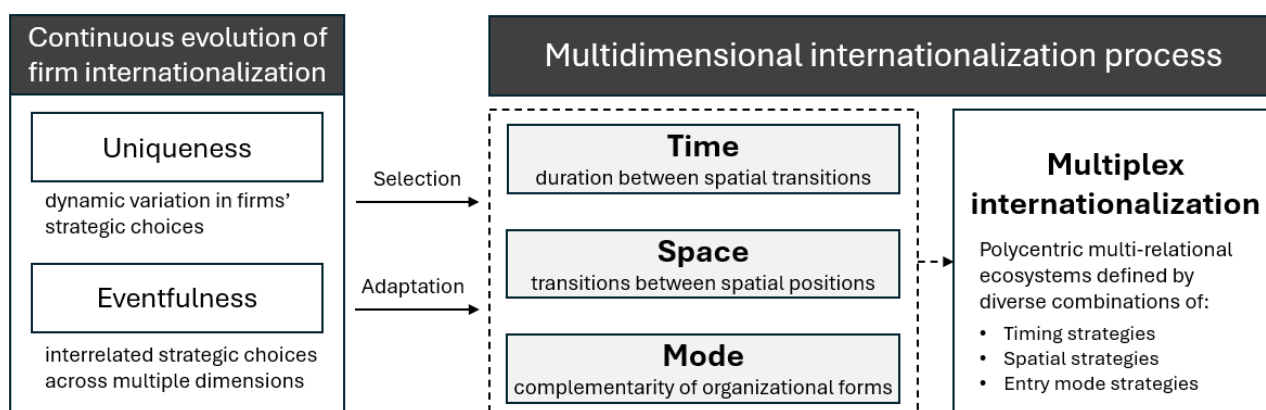 Continuous evolution of
firm internationalization
Uniqueness
dynamic variation in firms'
strategic choices
Eventfulness
interrelated strategic choices
across multiple dimensions
Selection
Adaptation
Multidimensional internationalization process
Time
duration between spatial transitions
Space
transitions between spatial positions
Mode
complementarity of organizational forms
Multiplex
internationalization
Polycentric multi-relational
ecosystems defined by
diverse combinations of:
• Timing strategies
• Spatial strategies
• Entry mode strategies